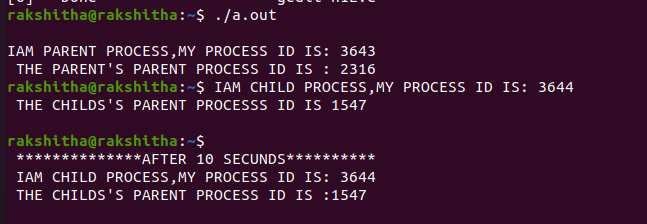 rakshitha@rakshitha:~$ ./a.out
IAM PARENT PROCESS,MY PROCESS ID IS: 3643
THE PARENT'S PARENT PROCESS ID IS : 2316
rakshitha@rakshitha:~$ IAM CHILD PROCESS,MY PROCESS ID IS: 3644
THE CHILDS'S PARENT PROCESSS ID IS 1547
rakshitha@rakshitha:~$
**************AFTER 10 SECUNDS**********
IAM CHILD PROCESS,MY PROCESS ID IS: 3644
THE CHILDS'S PARENT PROCESS ID IS :1547